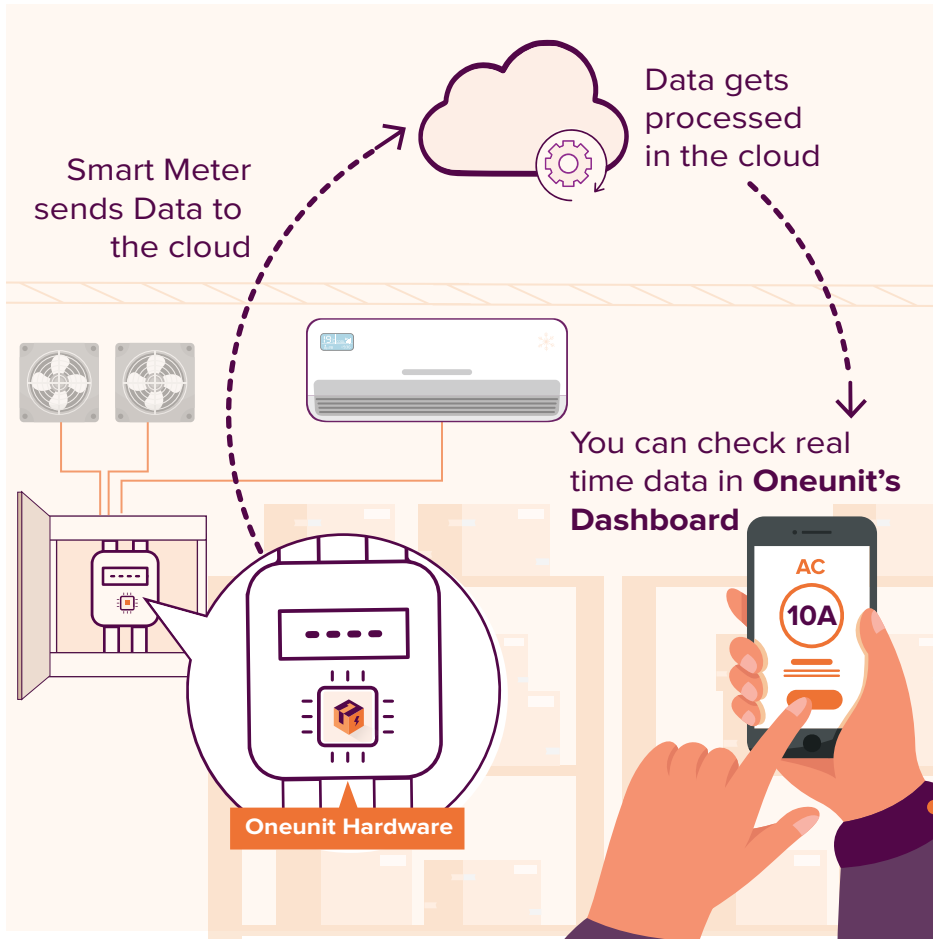 Data gets
processed
in the cloud
Smart Meter
sends Data to
the cloud
You can check real
time data in Oneunit's
Dashboard
AC
10A
Oneunit Hardware